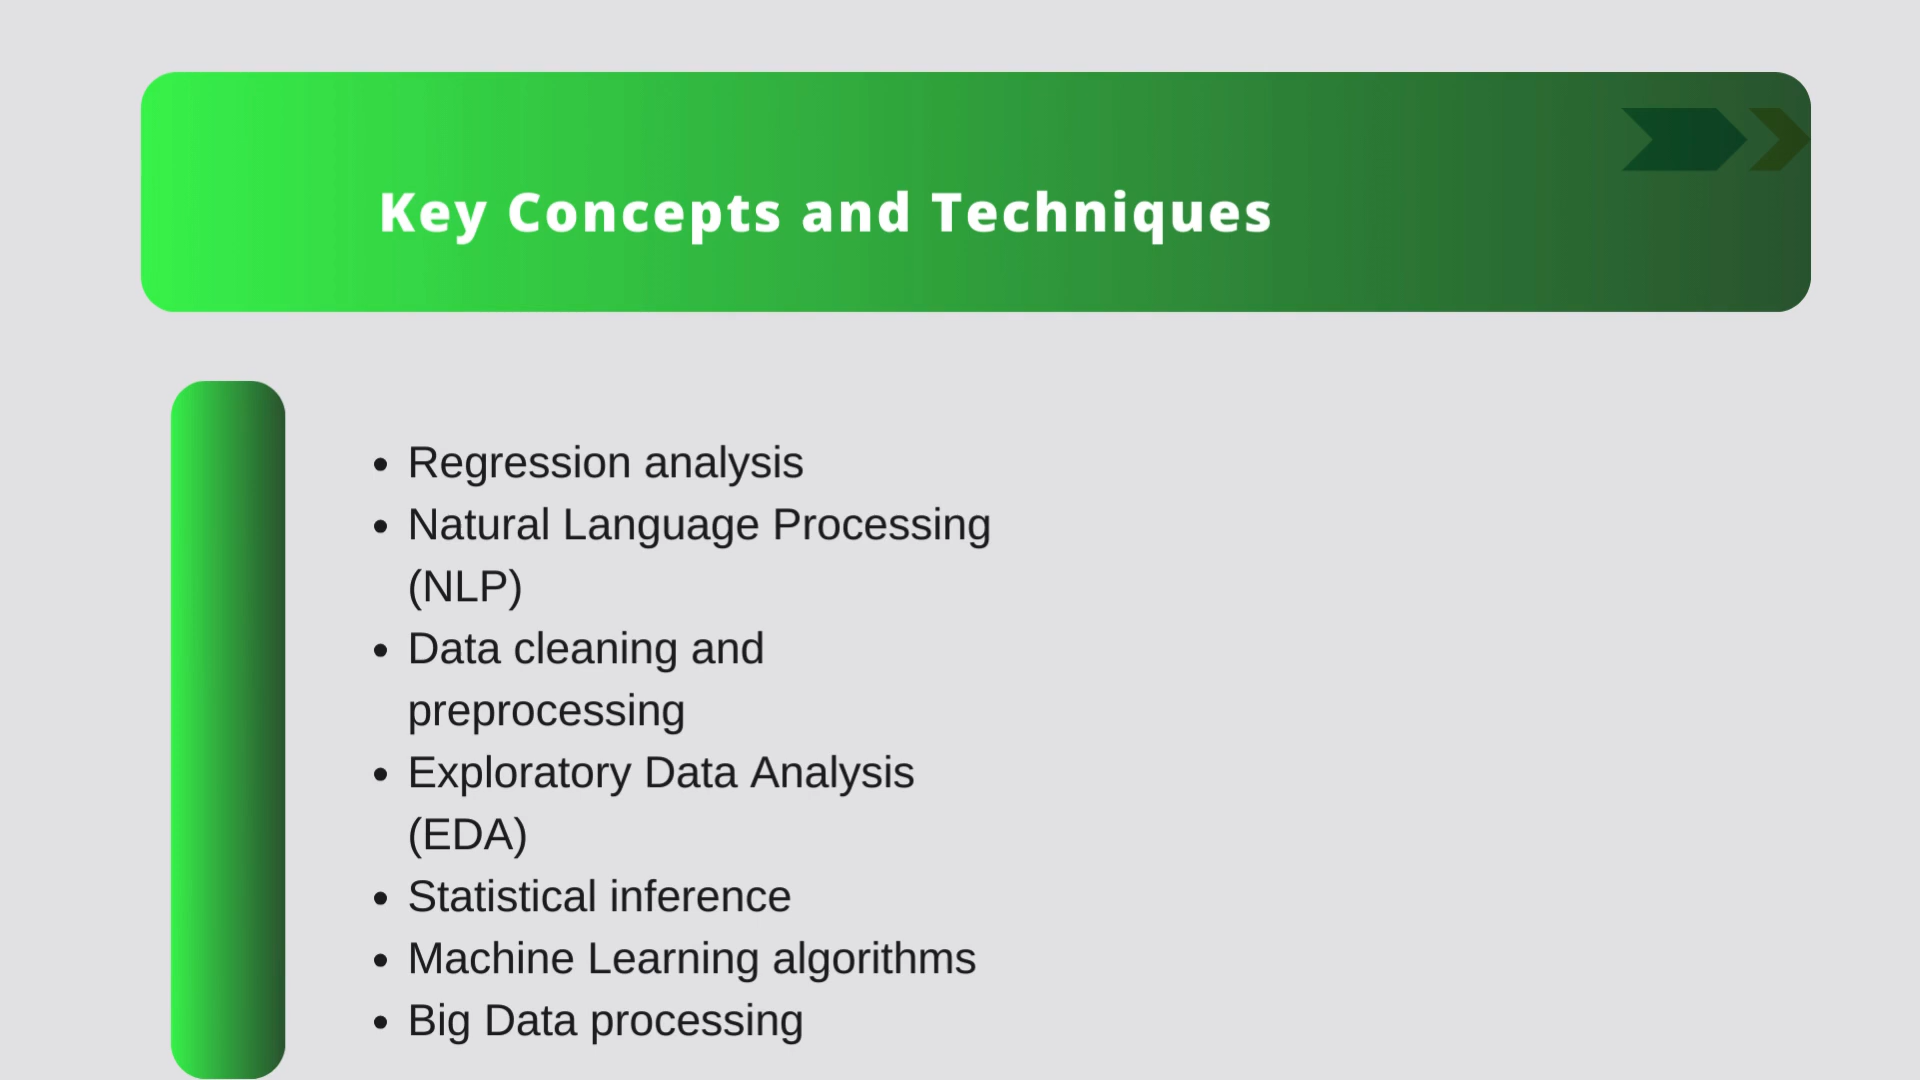 Key Concepts and Techniques
• Regression analysis
• Natural Language Processing
(NLP)
• Data cleaning and
preprocessing
• Exploratory Data Analysis
(EDA)
• Statistical inference
• Machine Learning algorithms
• Big Data processing